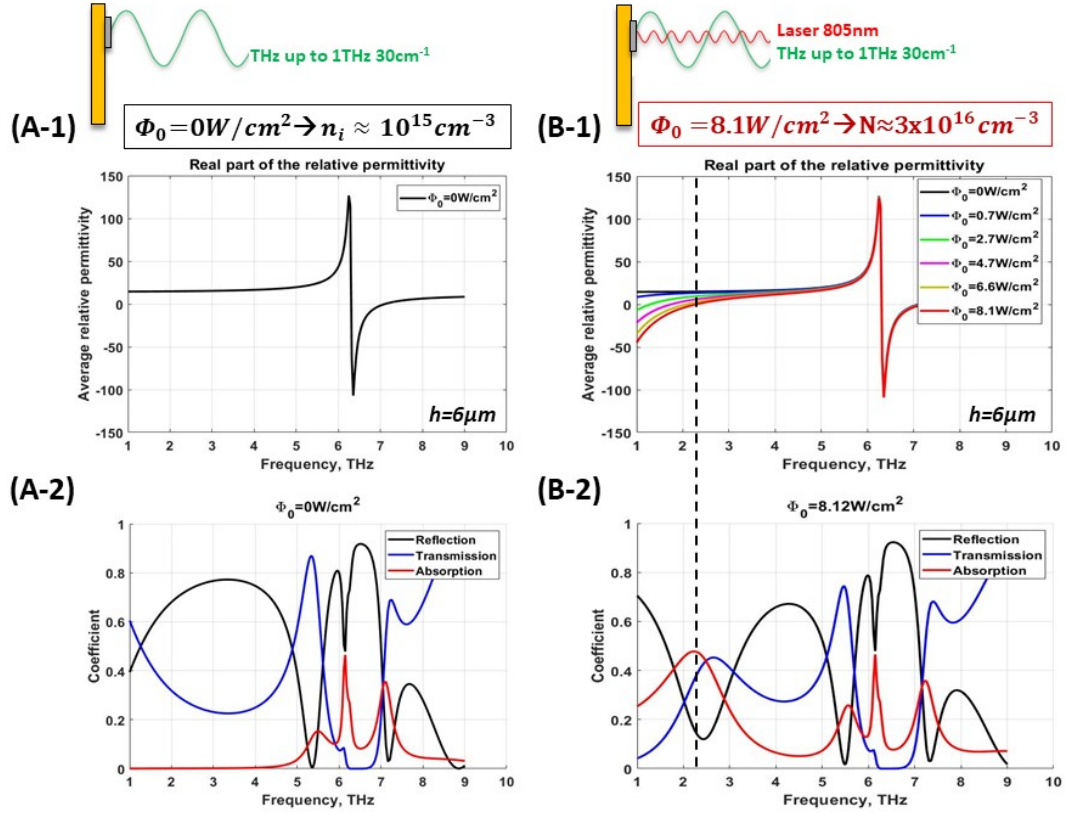 THz up to 1THz 30cm⁻¹
(A-1)
Φ₀=0W/cm²→nᵢ ≈ 10¹⁵cm⁻³
Real part of the relative permittivity
Φ₀=0W/cm²
150
100
50
0
-50
-100
-150
Average relative permittivity
h=6μm
1 2 3 4 5 6 7 8 9 10
Frequency, THz
(A-2)
Φ₀=0W/cm²
Reflection
Transmission
Absorption
1
0.8
0.6
0.4
0.2
0
Coefficient
1 2 3 4 5 6 7 8 9 10
Frequency, THz
Laser 805nm
THz up to 1THz 30cm⁻¹
(B-1)
Φ₀ =8.1W/cm²→N≈3x10¹⁶cm⁻³
Real part of the relative permittivity
Φ₀=0W/cm²
Φ₀=0.7W/cm²
Φ₀=2.7W/cm²
Φ₀=4.7W/cm²
Φ₀=6.6W/cm²
Φ₀=8.1W/cm²
150
100
50
0
-50
-100
-150
Average relative permittivity
h=6μm
1 2 3 4 5 6 7 8 9 10
Frequency, THz
(B-2)
Φ₀=8.12W/cm²
Reflection
Transmission
Absorption
1
0.8
0.6
0.4
0.2
0
Coefficient
1 2 3 4 5 6 7 8 9 10
Frequency, THz